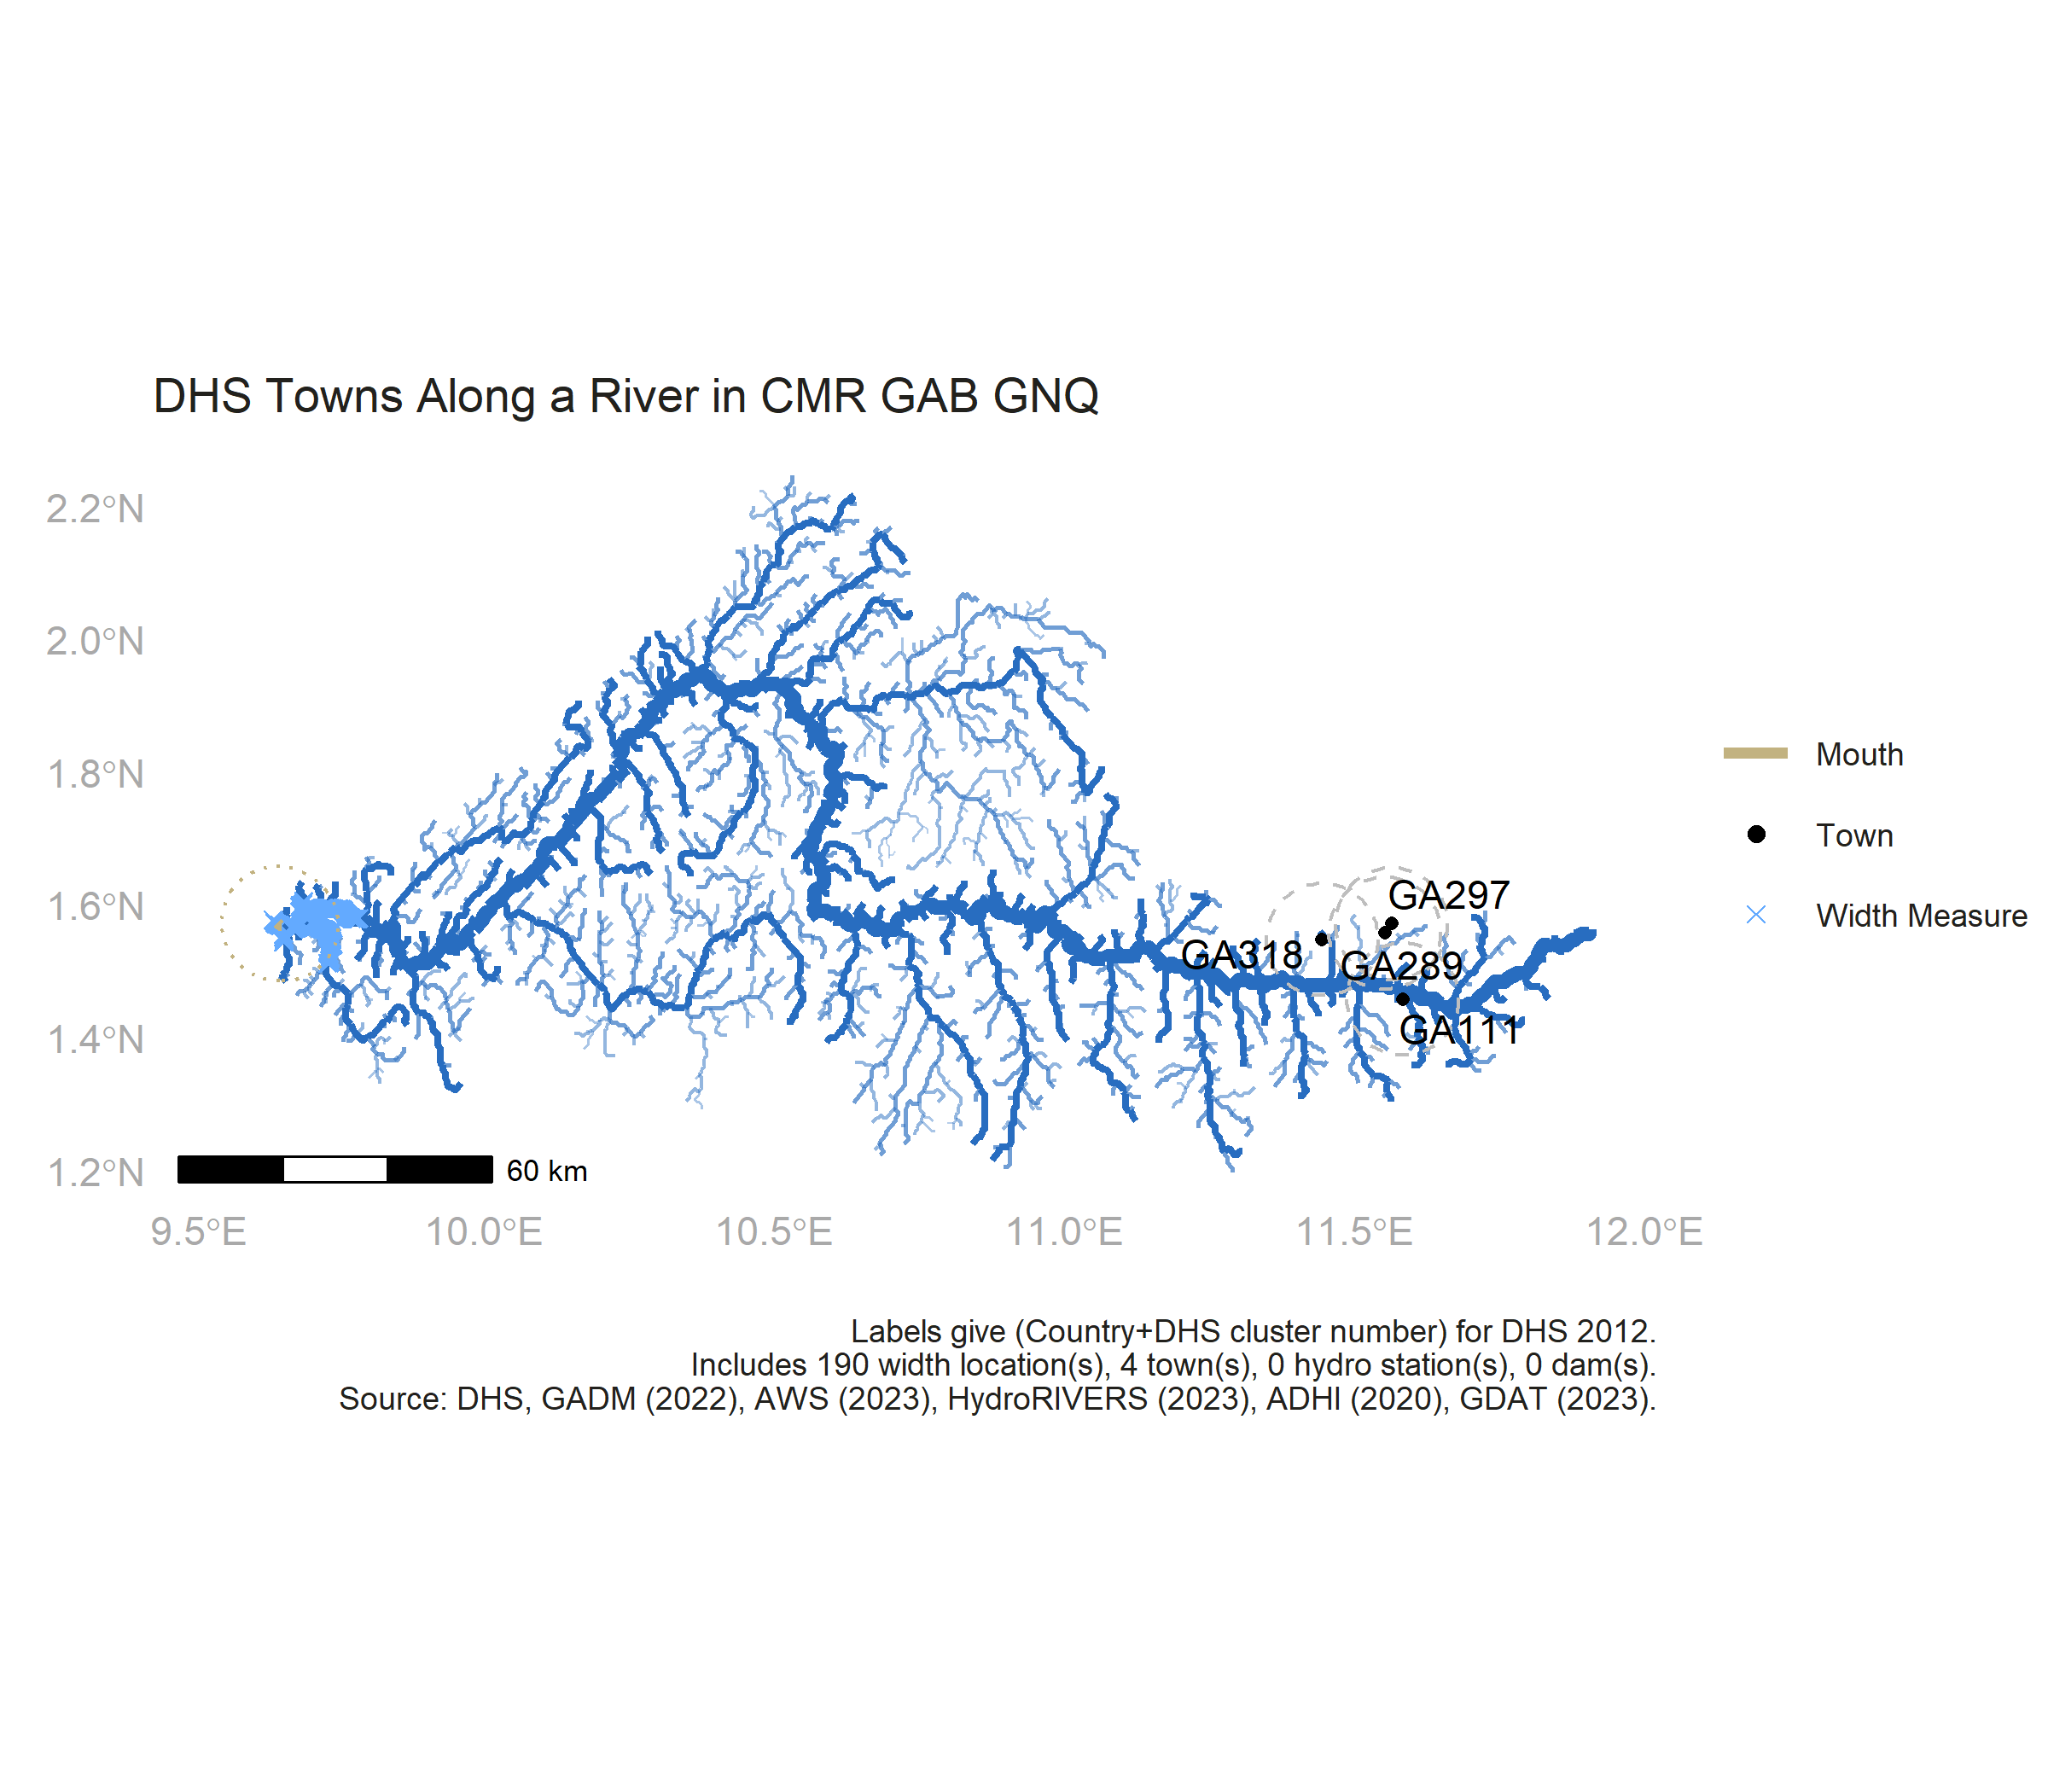 DHS Towns Along a River in CMR GAB GNQ
2.2°N
2.0°N
1.8°N
1.6°N
1.4°N
1.2°N
GA297
GA318
GA289
GA111
Mouth
Town
Width Measure
60 km
9.5°E
10.0°E
10.5°E
11.0°E
11.5°E
12.0°E
Labels give (Country+DHS cluster number) for DHS 2012.
Includes 190 width location(s), 4 town(s), 0 hydro station(s), 0 dam(s).
Source: DHS, GADM (2022), AWS (2023), HydroRIVERS (2023), ADHI (2020), GDAT (2023).